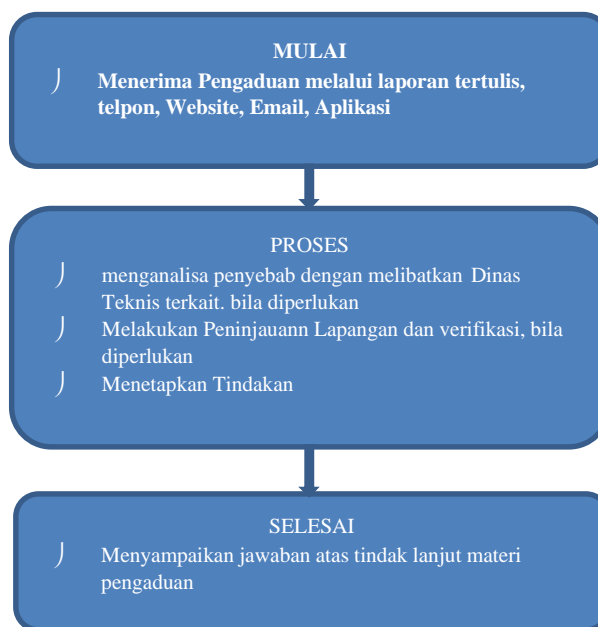 MULAI
Menerima Pengaduan melalui laporan tertulis,
telpon, Website, Email, Aplikasi
PROSES
menganalisa penyebab dengan melibatkan Dinas
Teknis terkait. bila diperlukan
Melakukan Peninjauann Lapangan dan verifikasi, bila
diperlukan
Menetapkan Tindakan
SELESAI
Menyampaikan jawaban atas tindak lanjut materi
pengaduan